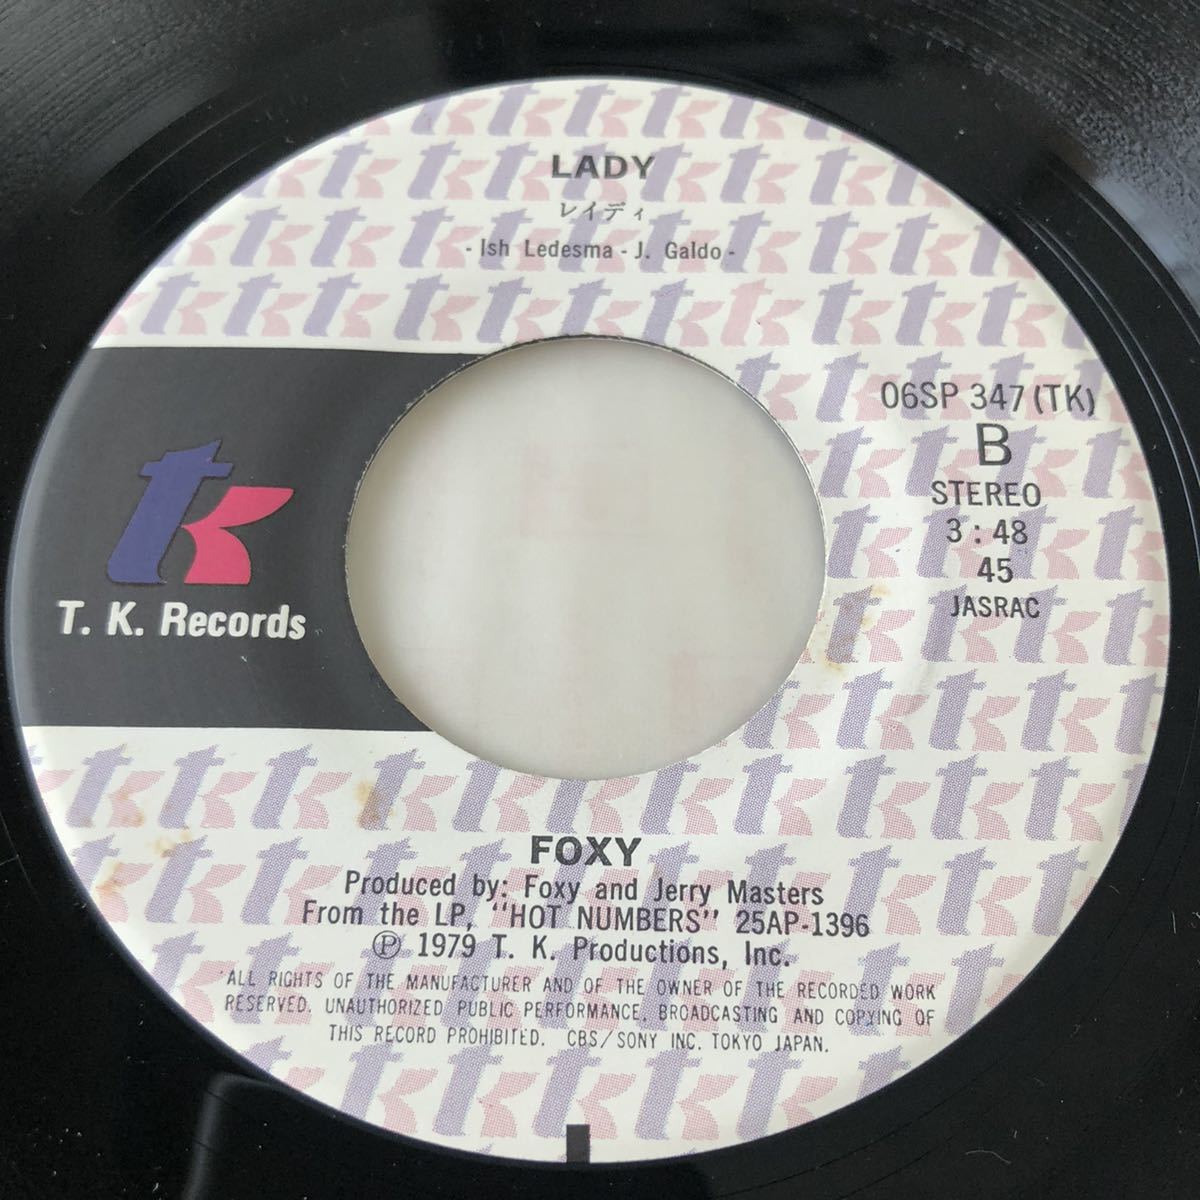 LADY
レイディ
- Ish Ledesma - J. Galdo -
06SP 347 (TK)
B
STEREO
3 : 48
45
JASRAC
tk
T. K. Records
FOXY
Produced by: Foxy and Jerry Masters
From the LP, "HOT NUMBERS" 25AP-1396
Ⓟ 1979 T. K. Productions, Inc.
ALL RIGHTS OF THE MANUFACTURER AND OF THE OWNER OF THE RECORDED WORK
RESERVED. UNAUTHORIZED PUBLIC PERFORMANCE, BROADCASTING AND COPYING OF
THIS RECORD PROHIBITED. CBS/SONY INC. TOKYO JAPAN.